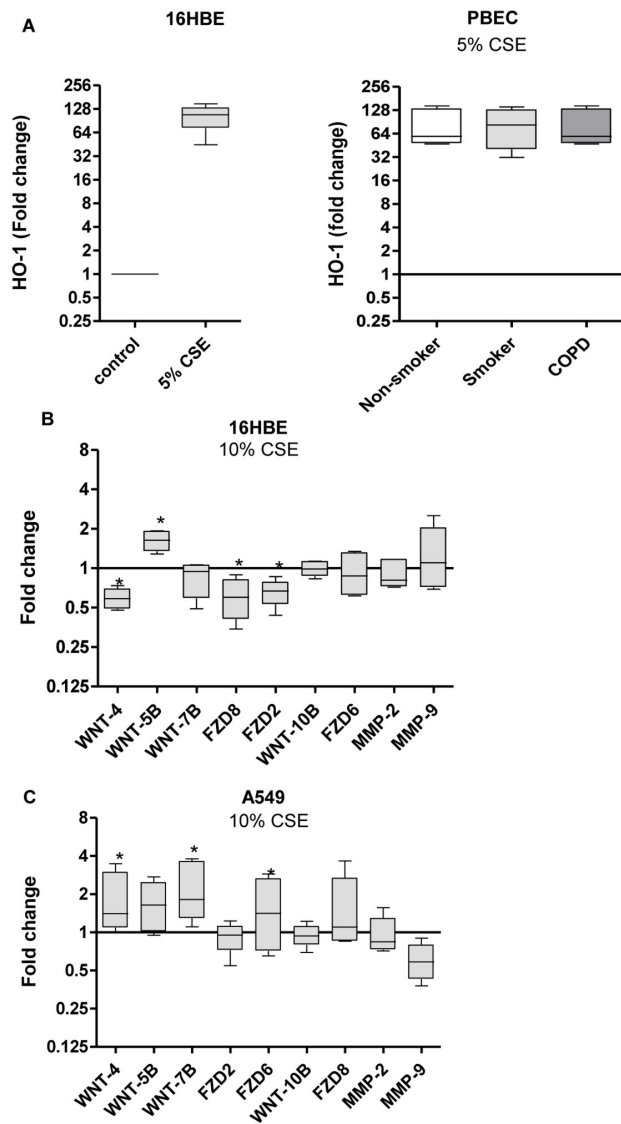 A
16HBE
PBEC
5% CSE
HO-1 (Fold change)
256
128
64
32
16
8
4
2
1
0.5
0.25
control
5% CSE
HO-1 (fold change)
256
128
64
32
16
8
4
2
1
0.5
0.25
Non-smoker
Smoker
COPD
B
16HBE
10% CSE
Fold change
8
4
2
1
0.5
0.25
0.125
* * * *
WNT-4
WNT-5B
WNT-7B
FZD8
FZD2
WNT-10B
FZD6
MMP-2
MMP-9
C
A549
10% CSE
Fold change
8
4
2
1
0.5
0.25
0.125
* * *
WNT-4
WNT-5B
WNT-7B
FZD2
FZD6
WNT-10B
FZD8
MMP-2
MMP-9